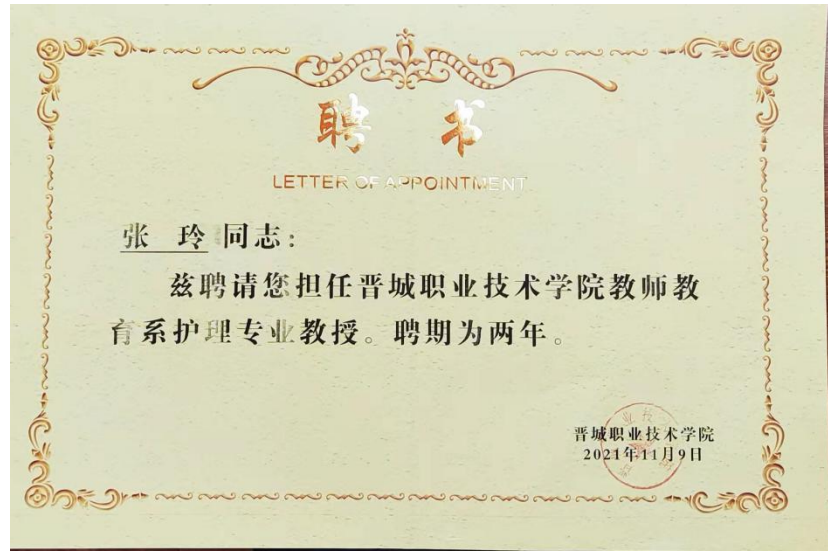 聘 书
LETTER OF APPOINTMENT
张 玲 同志：
兹聘请您担任晋城职业技术学院教师教
育系护理专业教授。聘期为两年。
晋城职业技术学院
2021年11月9日